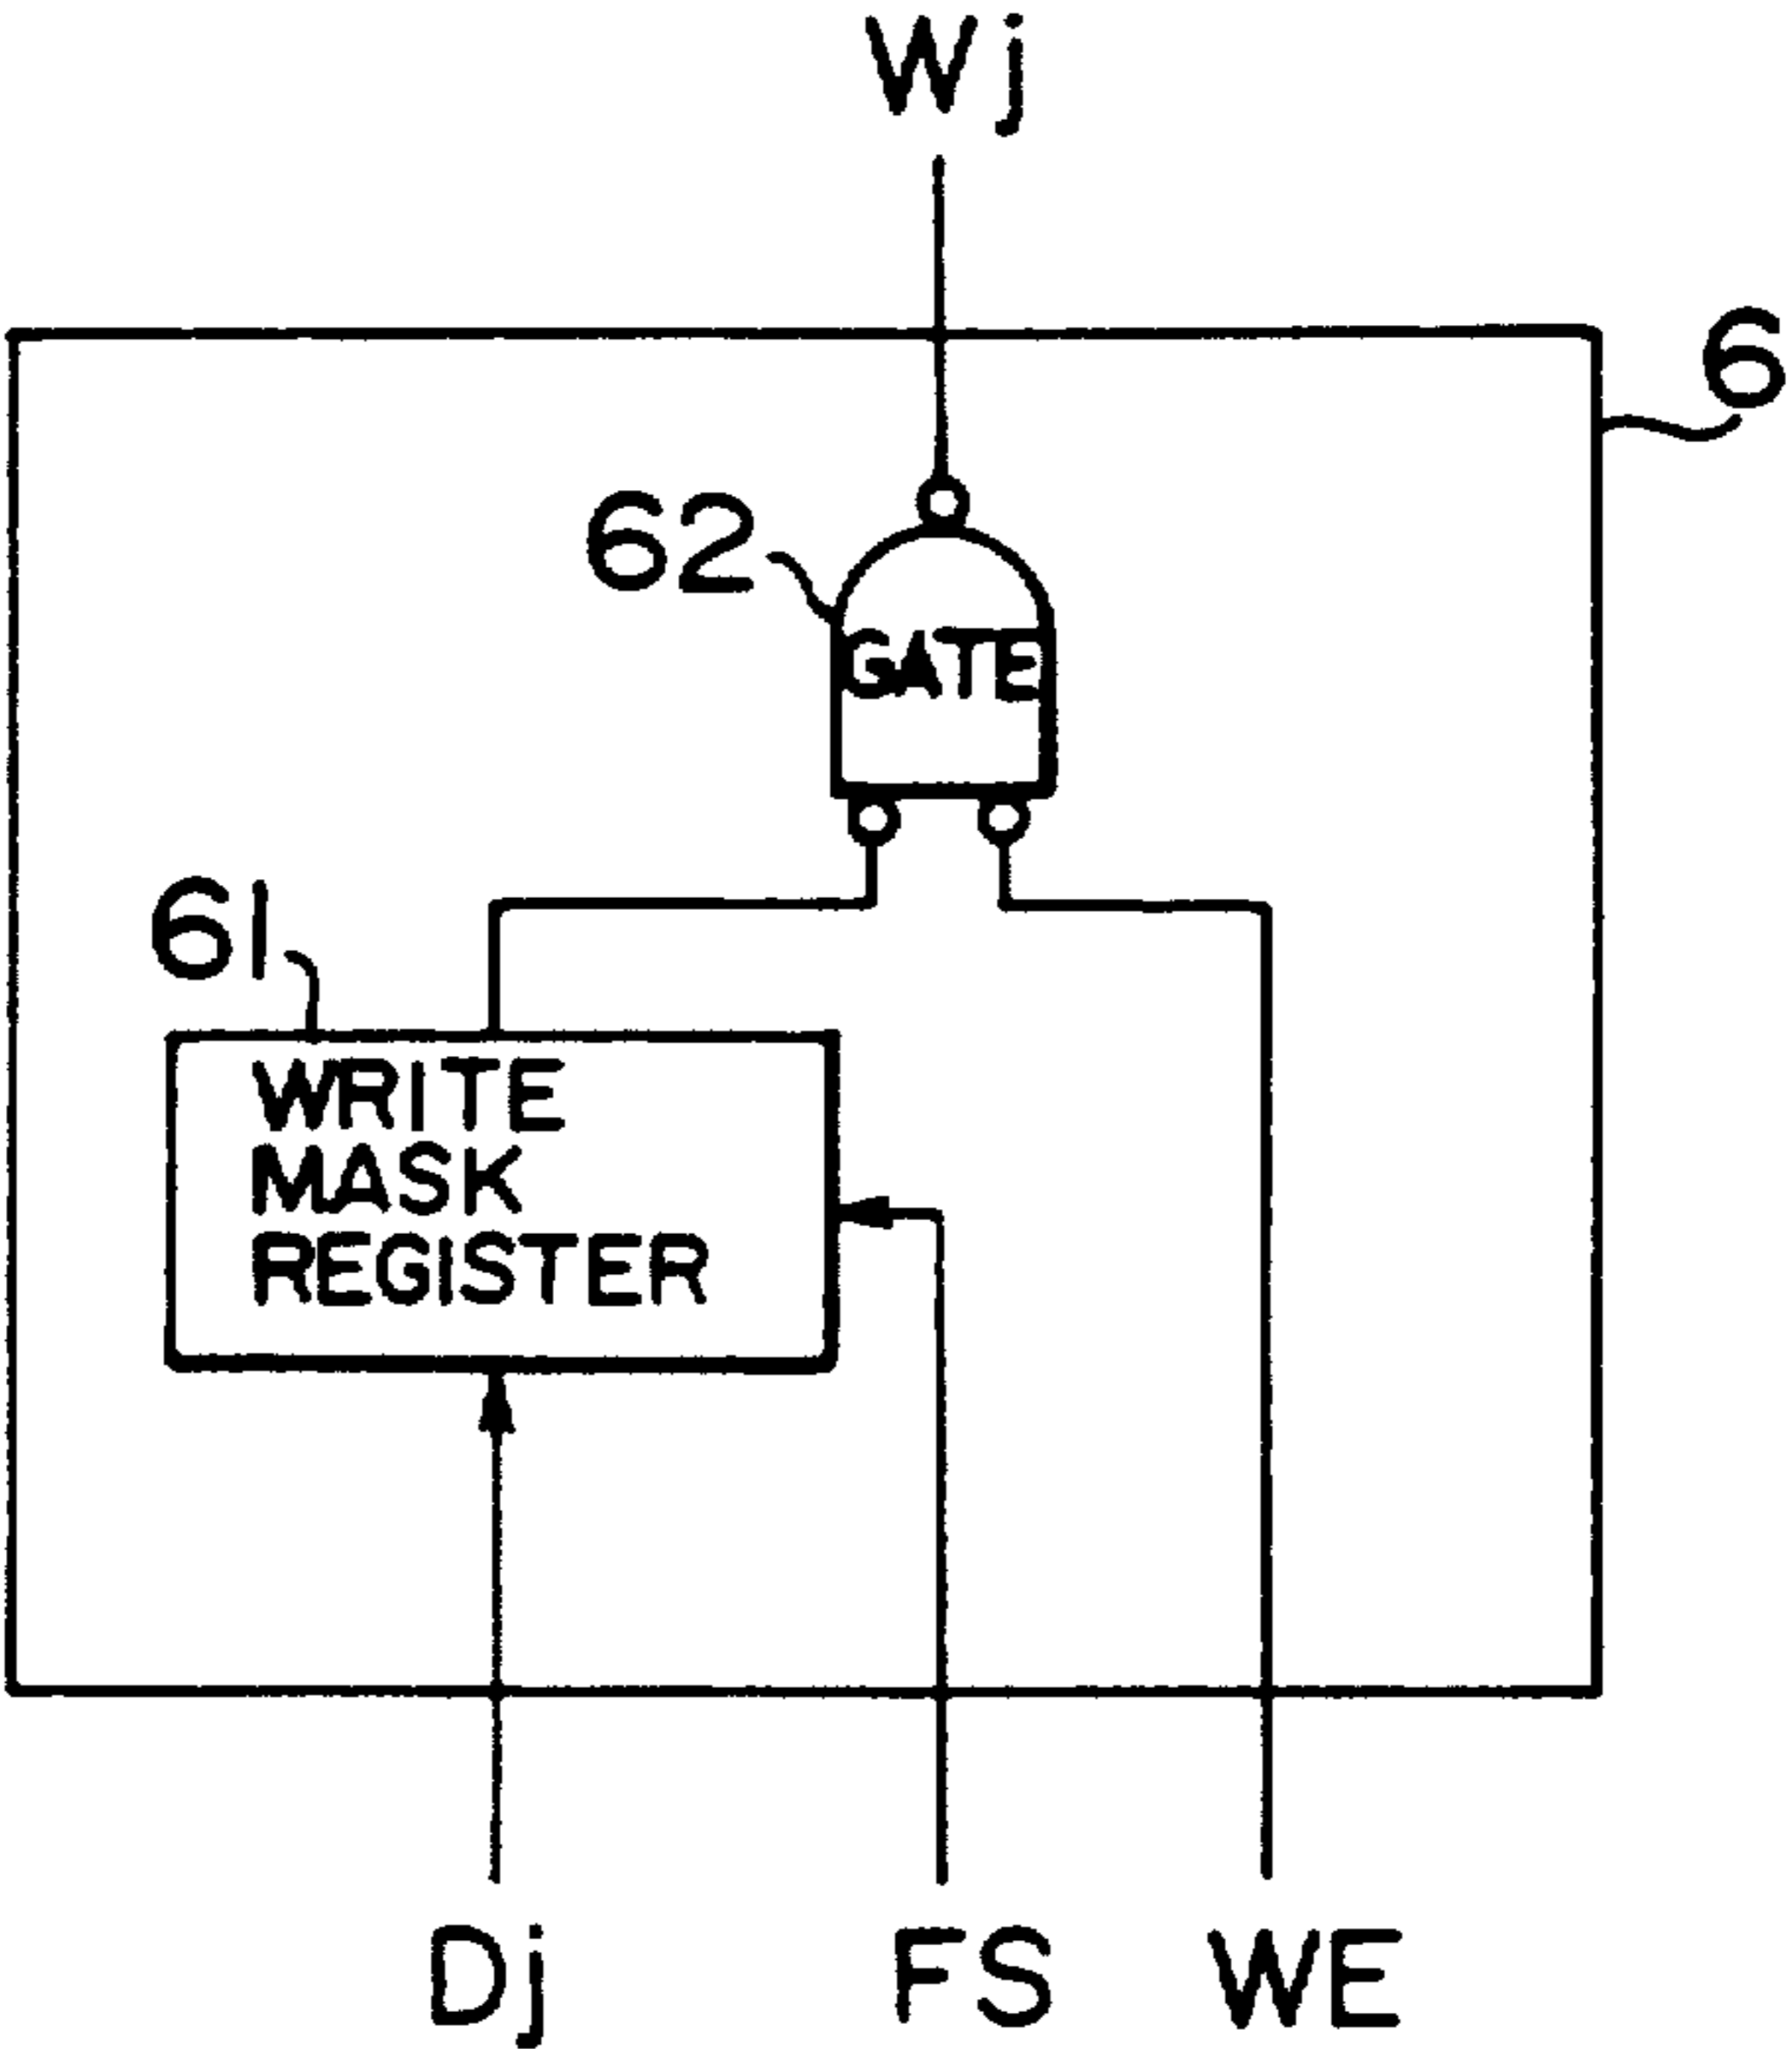 Wj
6
62
GATE
61
WRITE
MASK
REGISTER
Dj FS WE